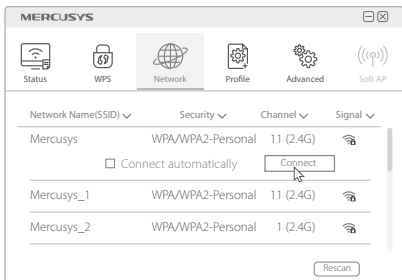 MERCUSYS
Status WPS Network Profile Advanced Soft AP
Network Name(SSID) Security Channel Signal
Mercusys WPA/WPA2-Personal 11 (2.4G)
Connect automatically Connect
Mercusys_1 WPA/WPA2-Personal 11 (2.4G)
Mercusys_2 WPA/WPA2-Personal 1 (2.4G)
Rescan